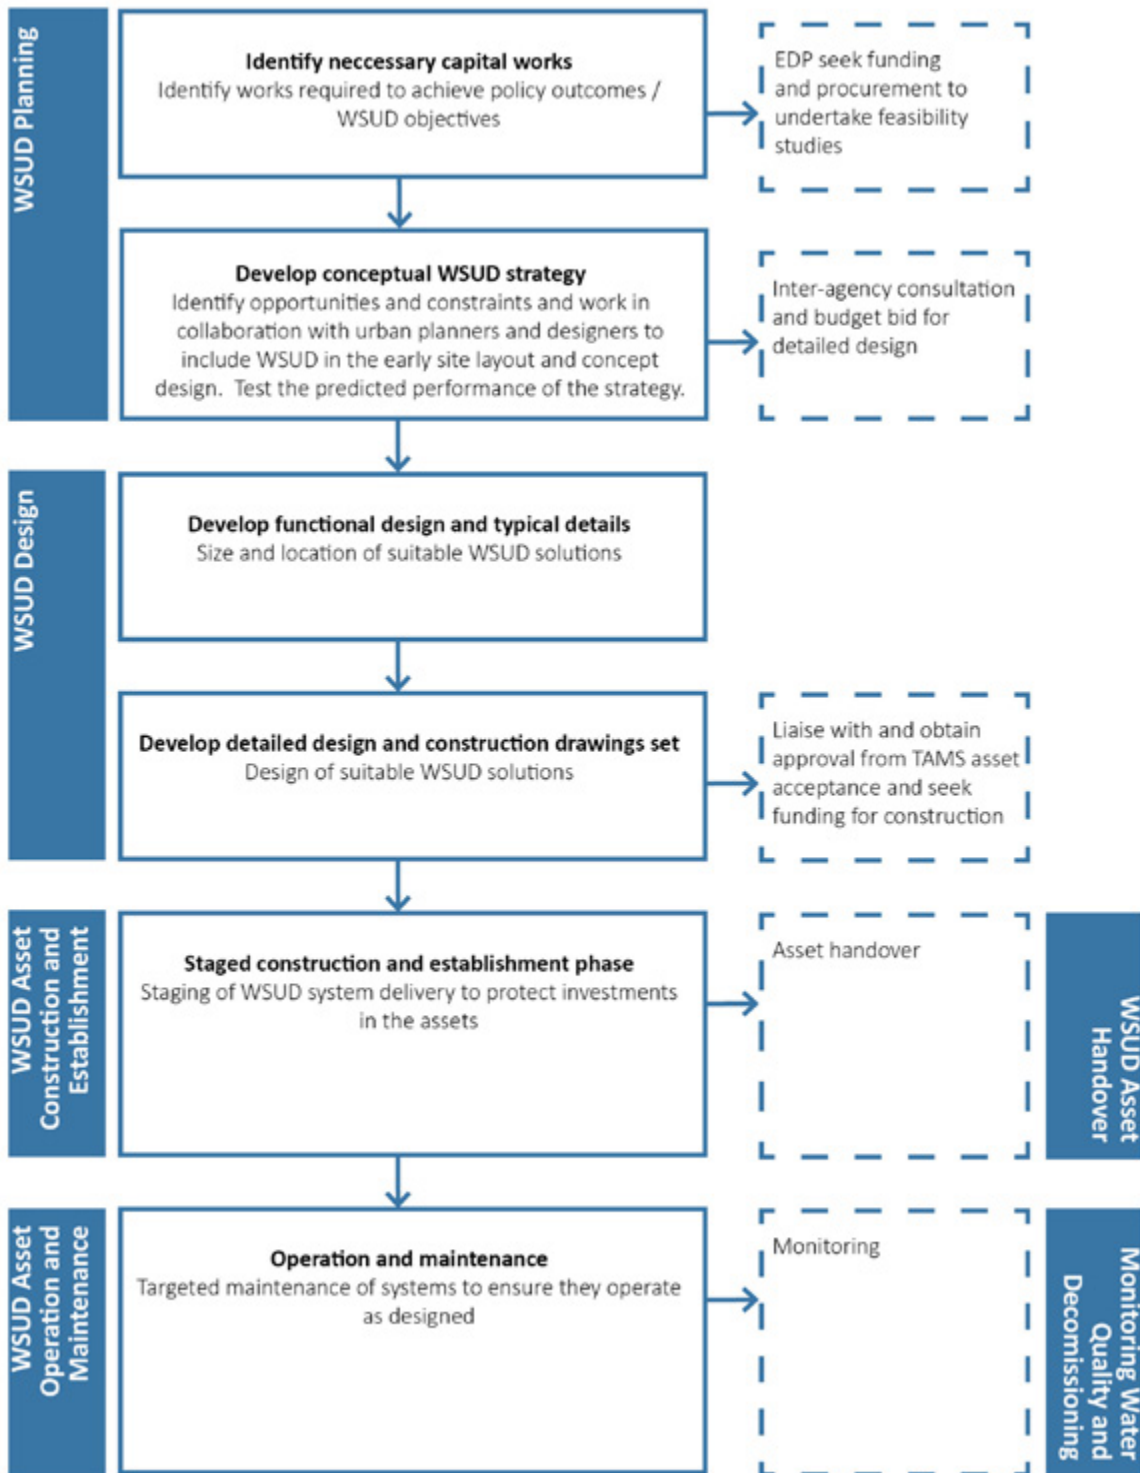 WSUD Planning
Identify neccessary capital works
Identify works required to achieve policy outcomes /
WSUD objectives
EDP seek funding
and procurement to
undertake feasibility
studies
Develop conceptual WSUD strategy
Identify opportunities and constraints and work in
collaboration with urban planners and designers to
include WSUD in the early site layout and concept
design. Test the predicted performance of the strategy.
Inter-agency consultation
and budget bid for
detailed design
WSUD Design
Develop functional design and typical details
Size and location of suitable WSUD solutions
Develop detailed design and construction drawings set
Design of suitable WSUD solutions
Liaise with and obtain
approval from TAMS asset
acceptance and seek
funding for construction
WSUD Asset
Construction and
Establishment
Staged construction and establishment phase
Staging of WSUD system delivery to protect investments
in the assets
Asset handover
WSUD Asset
Handover
WSUD Asset
Operation and
Maintenance
Operation and maintenance
Targeted maintenance of systems to ensure they operate
as designed
Monitoring
Monitoring Water
Quality and
Decomissioning